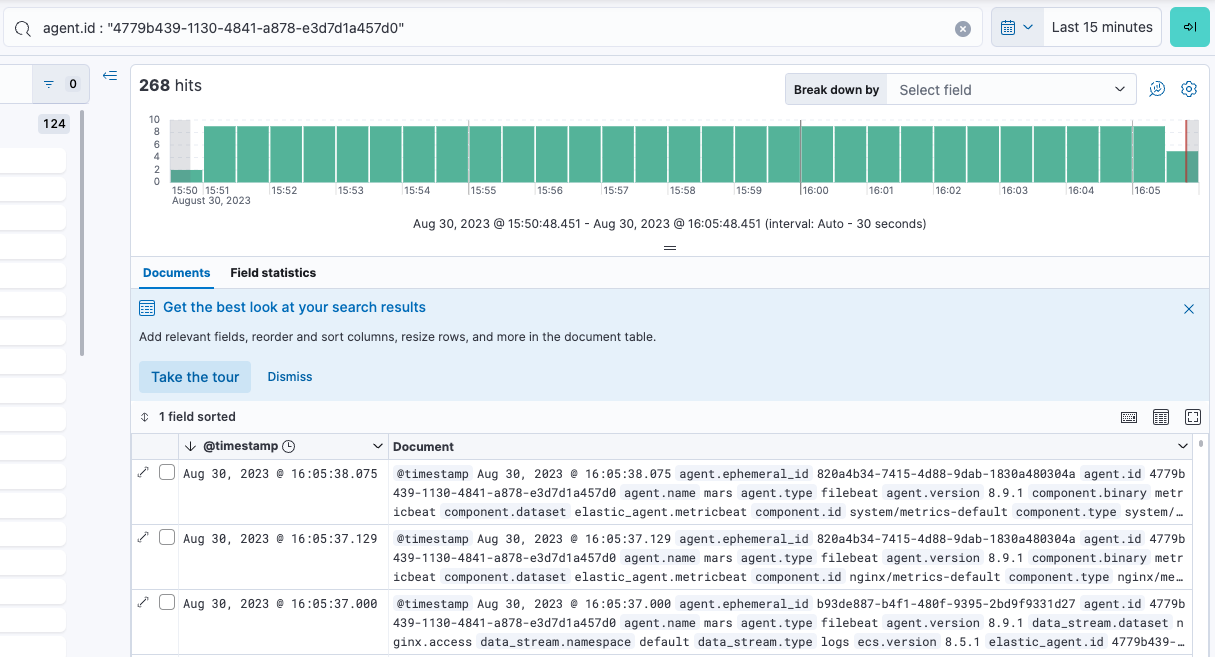 agent.id : "4779b439-1130-4841-a878-e3d7d1a457d0"
Last 15 minutes
0
124
268 hits
Break down by
Select field
10
8
6
4
2
0
15:50 15:51 15:52 15:53 15:54 15:55 15:56 15:57 15:58 15:59 16:00 16:01 16:02 16:03 16:04 16:05
August 30, 2023
Aug 30, 2023 @ 15:50:48.451 - Aug 30, 2023 @ 16:05:48.451 (interval: Auto - 30 seconds)
Documents Field statistics
Get the best look at your search results
Add relevant fields, reorder and sort columns, resize rows, and more in the document table.
Take the tour Dismiss
1 field sorted
@timestamp Document
Aug 30, 2023 @ 16:05:38.075 @timestamp Aug 30, 2023 @ 16:05:38.075 agent.ephemeral_id 820a4b34-7415-4d88-9dab-1830a480304a agent.id 4779b
439-1130-4841-a878-e3d7d1a457d0 agent.name mars agent.type filebeat agent.version 8.9.1 component.binary met
ricbeat component.dataset elastic_agent.metricbeat component.id system/metrics-default component.type system/…
Aug 30, 2023 @ 16:05:37.129 @timestamp Aug 30, 2023 @ 16:05:37.129 agent.ephemeral_id 820a4b34-7415-4d88-9dab-1830a480304a agent.id 4779b
439-1130-4841-a878-e3d7d1a457d0 agent.name mars agent.type filebeat agent.version 8.9.1 component.binary met
ricbeat component.dataset elastic_agent.metricbeat component.id nginx/metrics-default component.type nginx/me…
Aug 30, 2023 @ 16:05:37.000 @timestamp Aug 30, 2023 @ 16:05:37.000 agent.ephemeral_id b93de887-b4f1-480f-9395-2bd9f9331d27 agent.id 4779b
439-1130-4841-a878-e3d7d1a457d0 agent.name mars agent.type filebeat agent.version 8.9.1 data_stream.dataset n
ginx.access data_stream.namespace default data_stream.type logs ecs.version 8.5.1 elastic_agent.id 4779b439-…